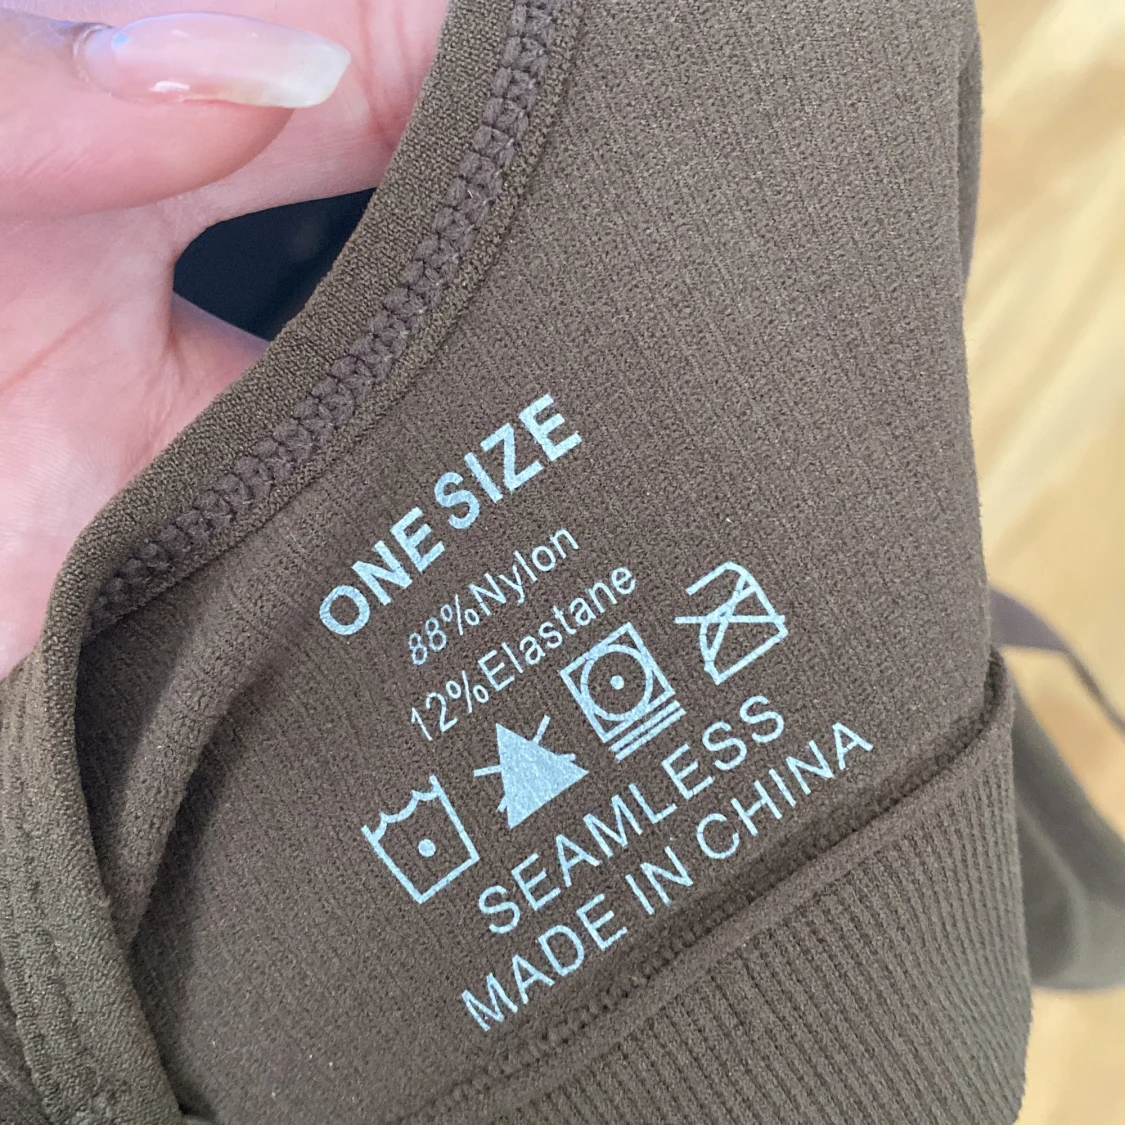 ONE SIZE
88%Nylon
12%Elastane
SEAMLESS
MADE IN CHINA